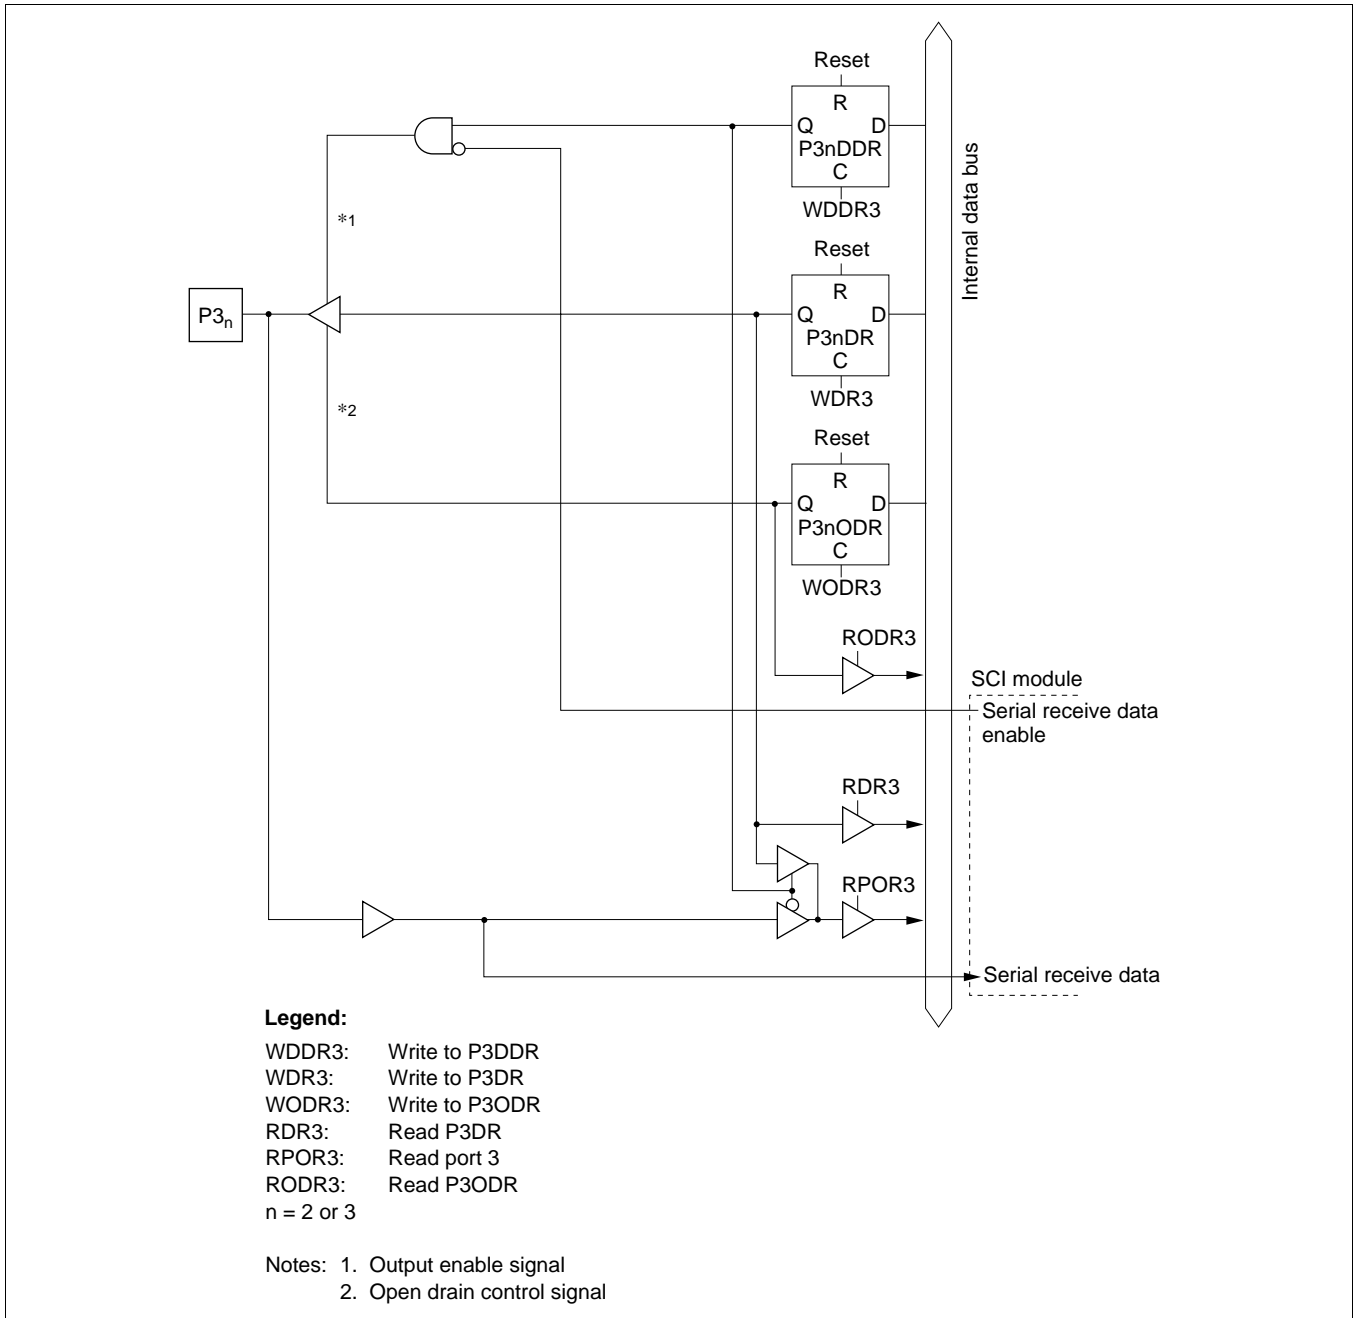 Reset
R
Q D
P3nDDR
C
WDDR3
Internal data bus
*1
Reset
R
P3n
Q D
P3nDR
C
WDR3
*2
Reset
R
Q D
P3nODR
C
WODR3
RODR3
SCI module
Serial receive data
enable
RDR3
RPOR3
Serial receive data
Legend:
WDDR3: Write to P3DDR
WDR3: Write to P3DR
WODR3: Write to P3ODR
RDR3: Read P3DR
RPOR3: Read port 3
RODR3: Read P3ODR
n = 2 or 3
Notes: 1. Output enable signal
2. Open drain control signal